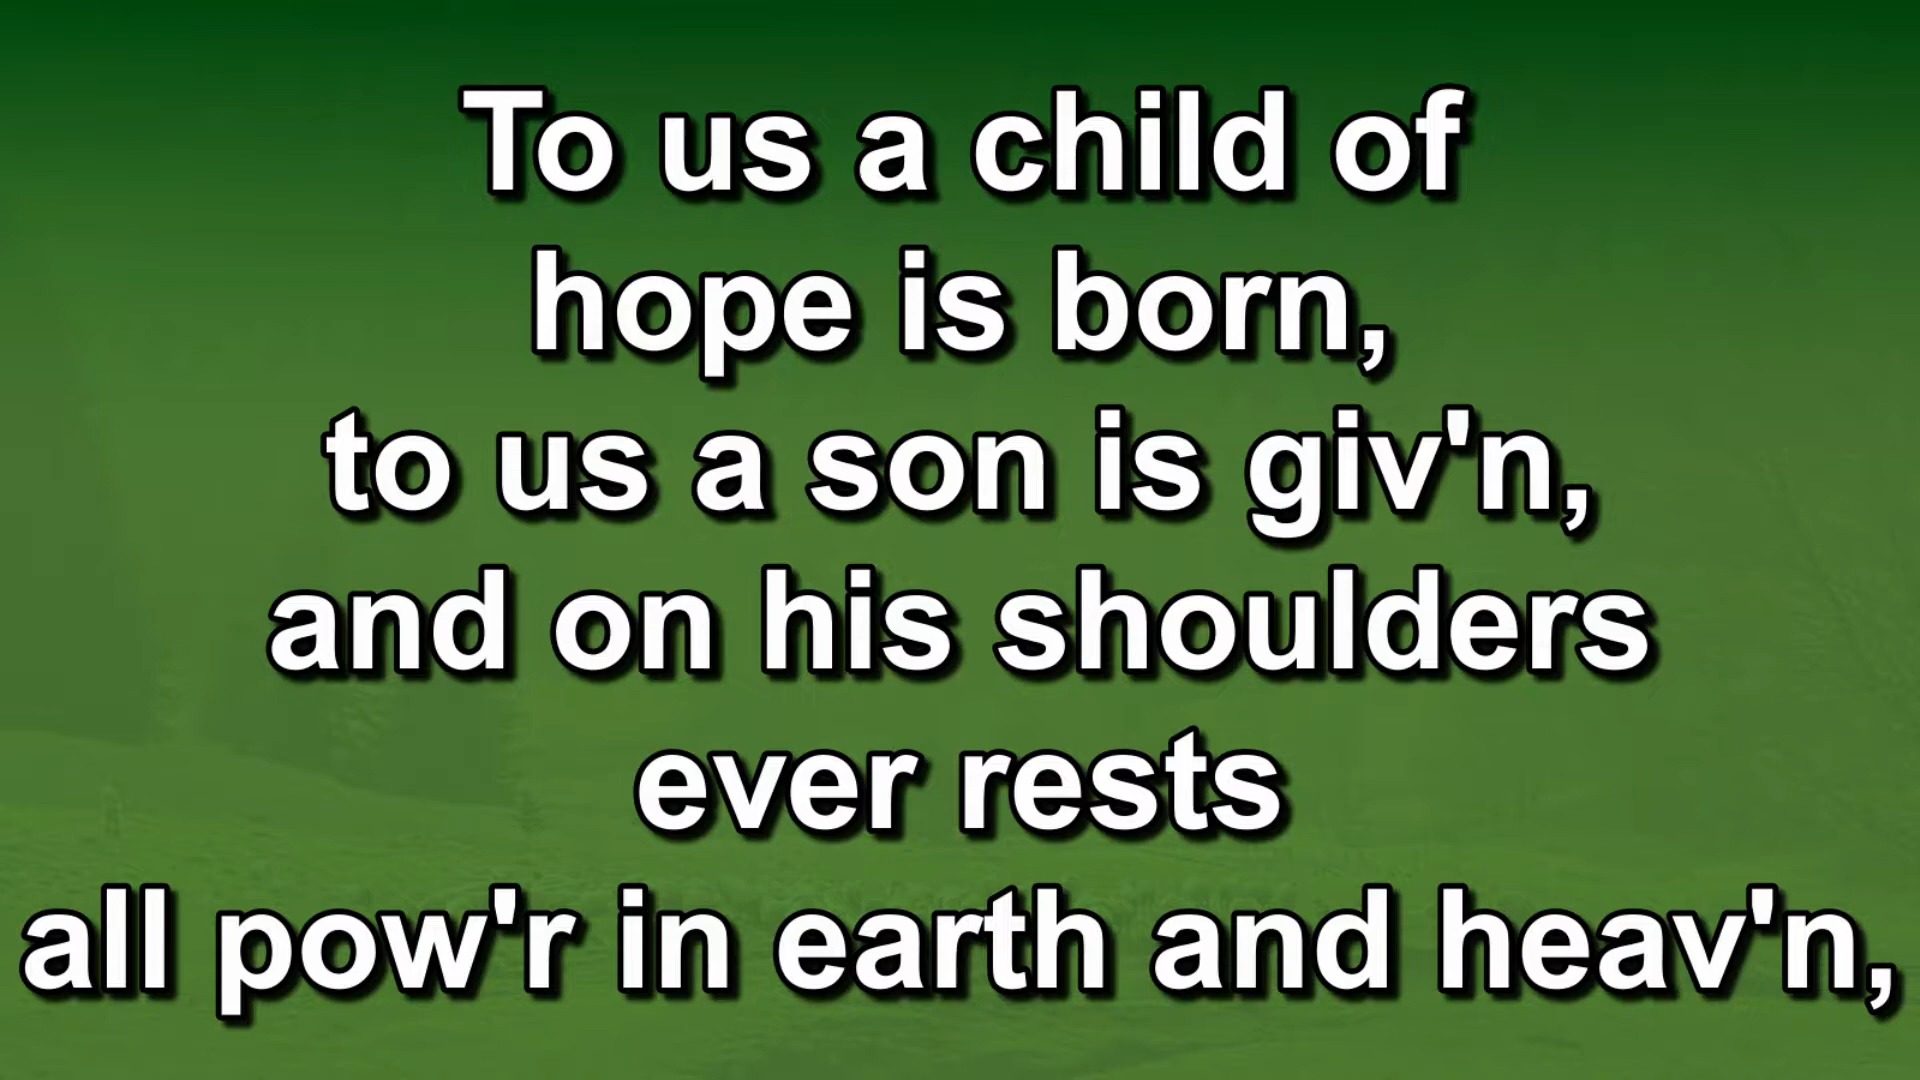 To us a child of
hope is born,
to us a son is giv'n,
and on his shoulders
ever rests
all pow'r in earth and heav'n,